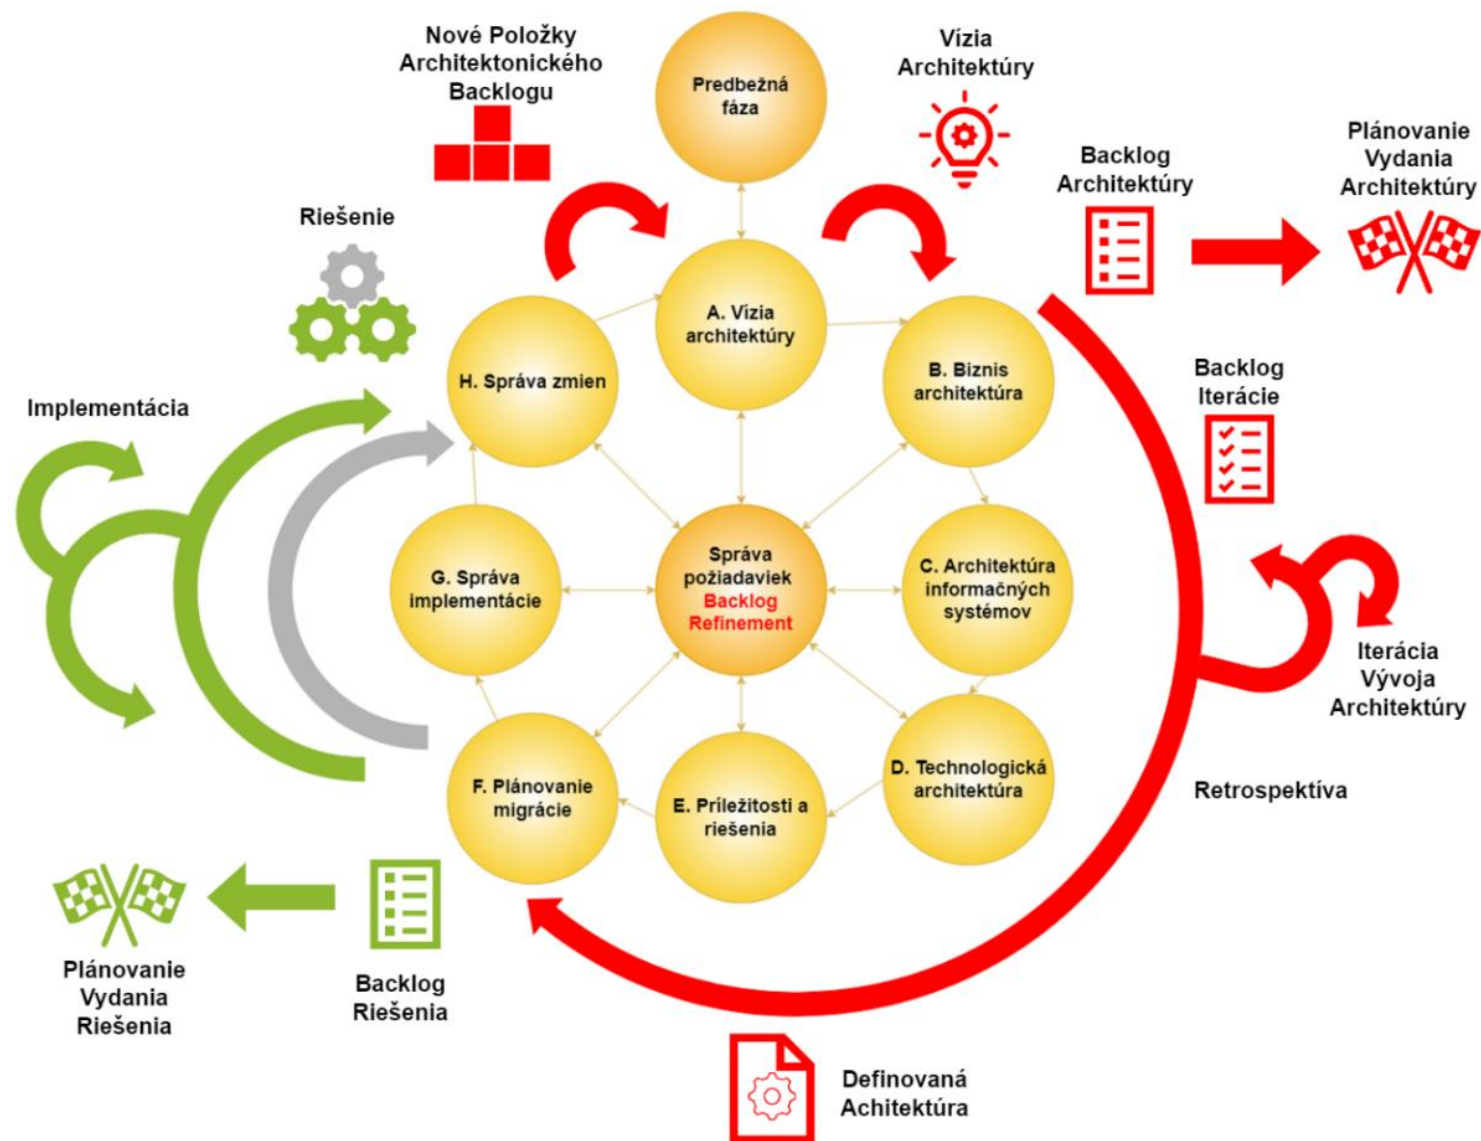 Nové Položky
Architektonického
Backlogu
Predbežná
fáza
Vízia
Architektúry
Backlog
Architektúry
Plánovanie
Vydania
Architektúry
Riešenie
A. Vízia
architektúry
H. Správa zmien
B. Biznis
architektúra
Backlog
Iterácie
Implementácia
Správa
požiadaviek
Backlog
Refinement
G. Správa
implementácie
C. Architektúra
informačných
systémov
Iterácia
Vývoja
Architektúry
F. Plánovanie
migrácie
E. Príležitosti a
riešenia
D. Technologická
architektúra
Retrospektíva
Plánovanie
Vydania
Riešenia
Backlog
Riešenia
Definovaná
Achitektúra